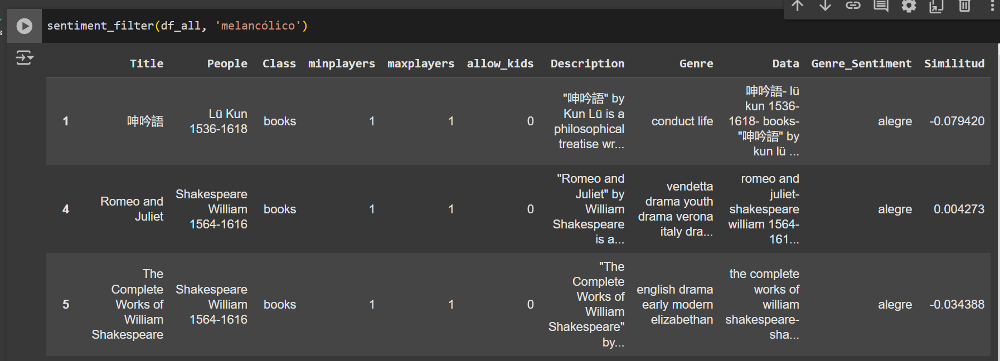 sentiment_filter(df_all, 'melancólico')
s
Title People Class minplayers maxplayers allow_kids Description Genre Data Genre_Sentiment Similitud
1
呻吟語
Lü Kun
1536-1618
books
1
1
0
"呻吟語" by
Kun Lü is a
philosophical
treatise wr...
conduct life
呻吟語- lü
kun 1536-
1618- books-
"呻吟語" by
kun lü ...
alegre
-0.079420
4
Romeo and
Juliet
Shakespeare
William
1564-1616
books
1
1
0
"Romeo and
Juliet" by
William
Shakespeare
is a...
vendetta
drama youth
drama verona
italy dra...
romeo and
juliet-
shakespeare
william 1564-
161...
alegre
0.004273
5
The
Complete
Works of
William
Shakespeare
Shakespeare
William
1564-1616
books
1
1
0
"The
Complete
Works of
William
Shakespeare"
by...
english drama
early modern
elizabethan
the complete
works of
william
shakespeare-
sha...
alegre
-0.034388